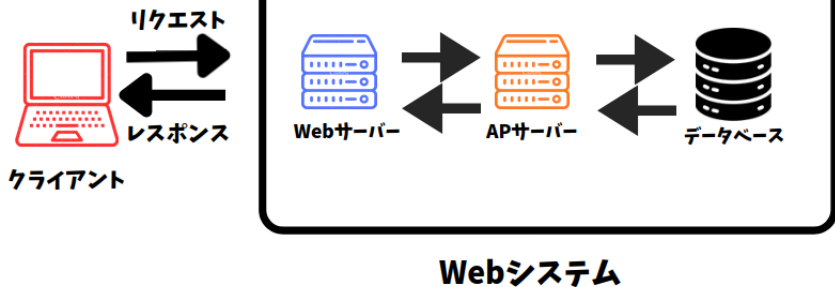 リクエスト
レスポンス
クライアント
Webサーバー
APサーバー
データベース
Webシステム